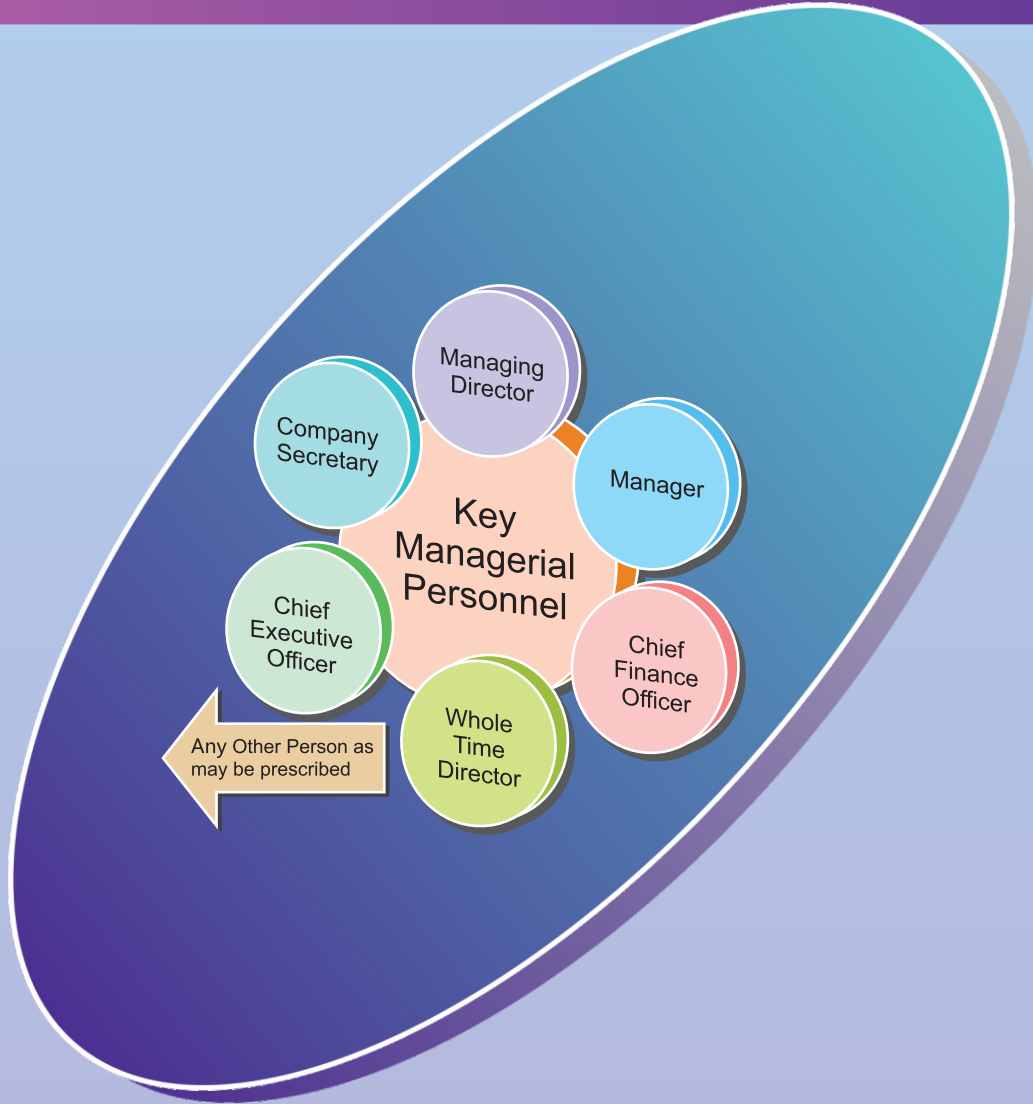 Managing
Director
Company
Secretary
Manager
Key
Managerial
Personnel
Chief
Executive
Officer
Chief
Finance
Officer
Whole
Time
Director
Any Other Person as
may be prescribed